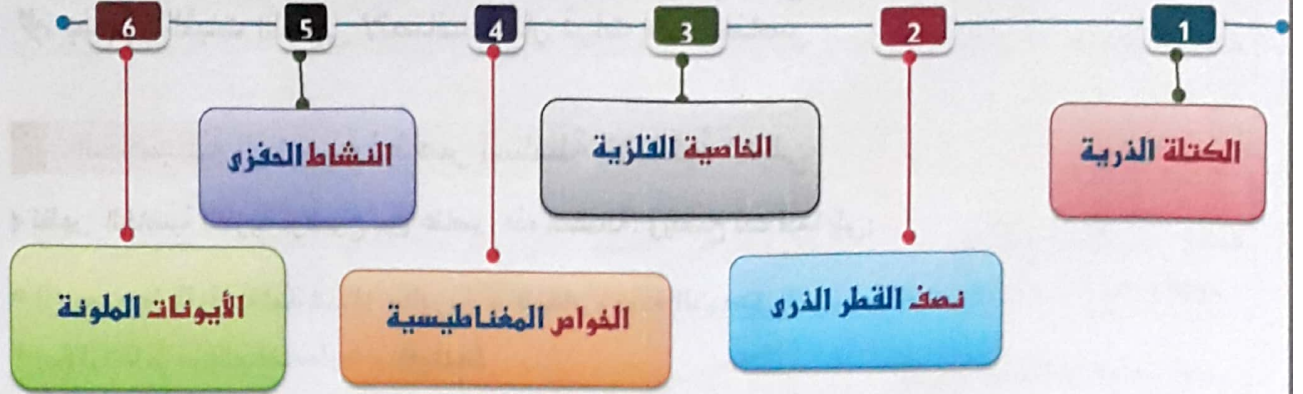 1
الكتلة الذرية
2
نصف القطر الذرى
3
الخاصية الفلزية
4
الخواص المغناطيسية
5
النشاط الحفزى
6
الأيونات الملونة